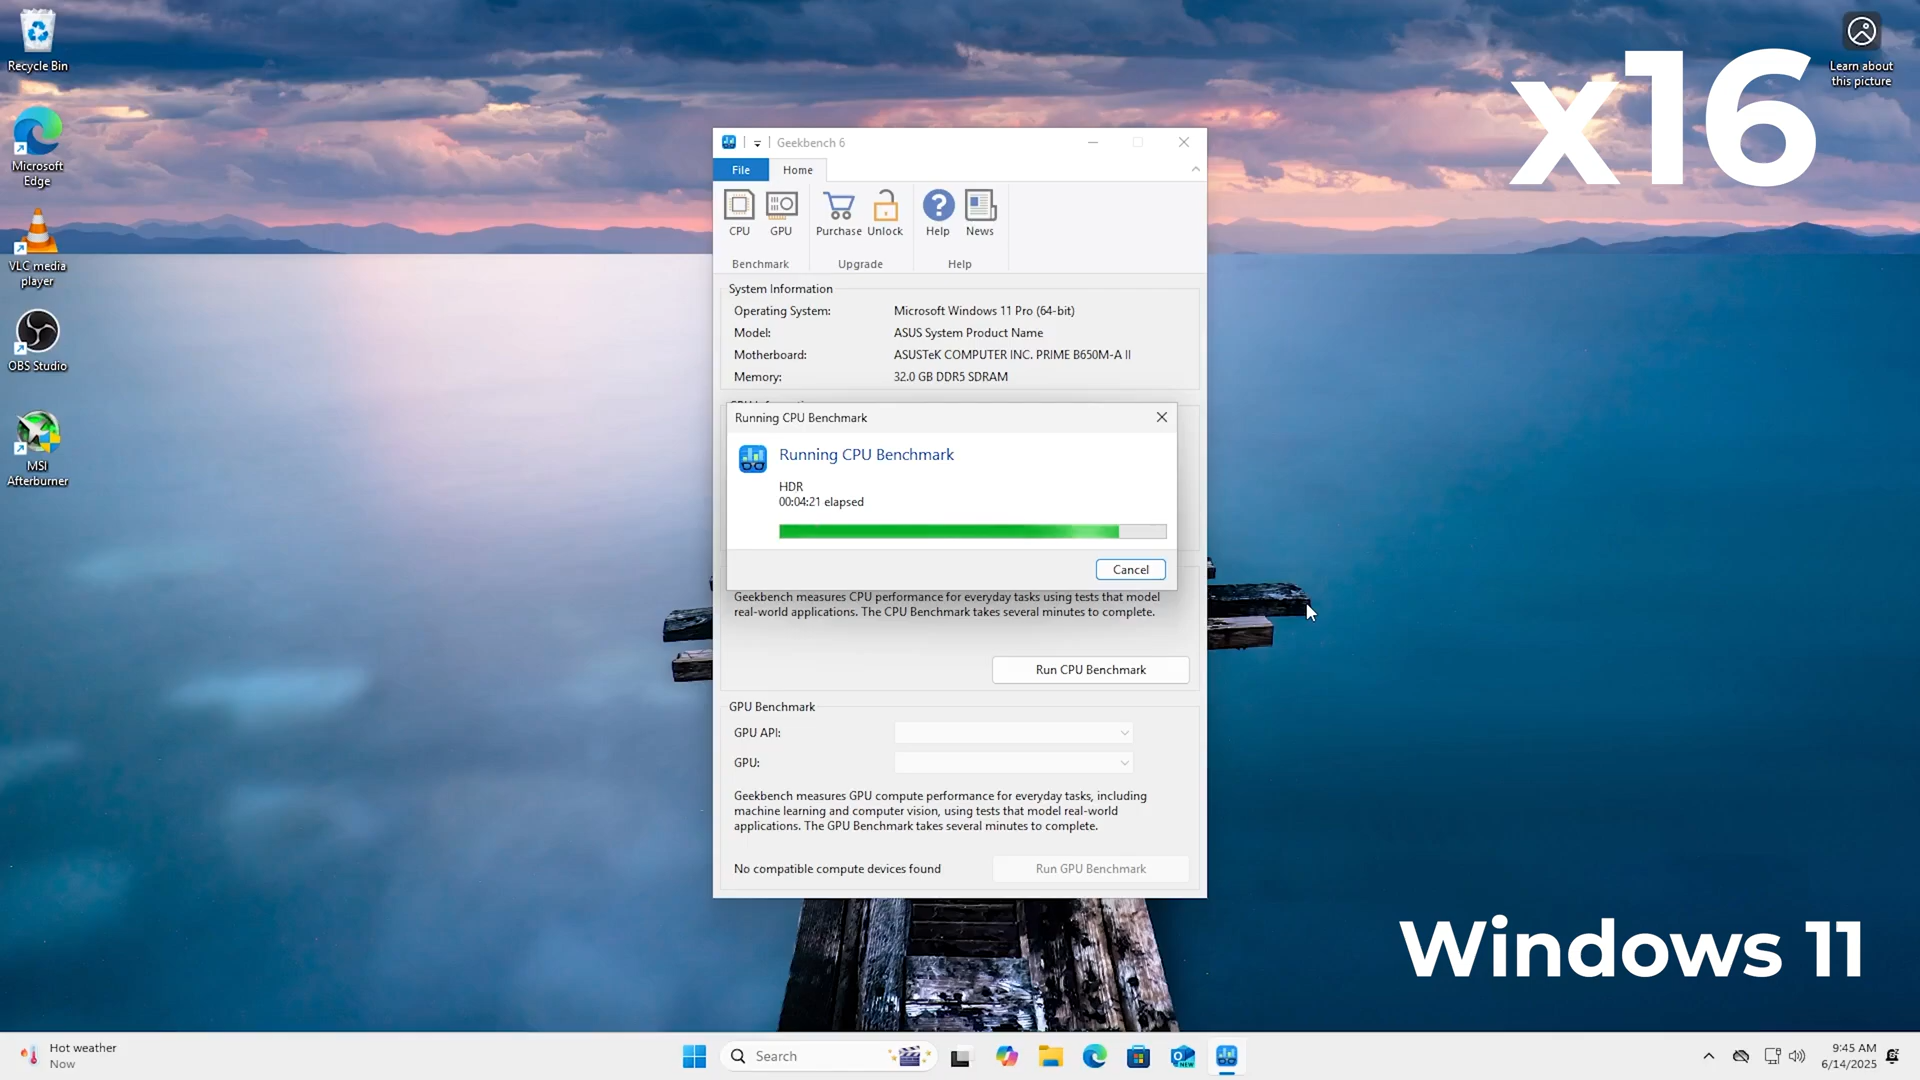 Recycle Bin
Microsoft
Edge
VLC media
player
OBS Studio
MSI
Afterburner
Learn about
this picture
x16
Geekbench 6
File
Home
CPU
GPU
Purchase
Unlock
Help
News
Benchmark
Upgrade
Help
System Information
Operating System:
Microsoft Windows 11 Pro (64-bit)
Model:
ASUS System Product Name
Motherboard:
ASUSTeK COMPUTER INC. PRIME B650M-A II
Memory:
32.0 GB DDR5 SDRAM
Running CPU Benchmark
Running CPU Benchmark
HDR
00:04:21 elapsed
Cancel
Geekbench measures CPU performance for everyday tasks using tests that model
real-world applications. The CPU Benchmark takes several minutes to complete.
Run CPU Benchmark
GPU Benchmark
GPU API:
GPU:
Geekbench measures GPU compute performance for everyday tasks, including
machine learning and computer vision, using tests that model real-world
applications. The GPU Benchmark takes several minutes to complete.
No compatible compute devices found
Run GPU Benchmark
Windows 11
Hot weather
Now
Search
NEW
9:45 AM
6/14/2025